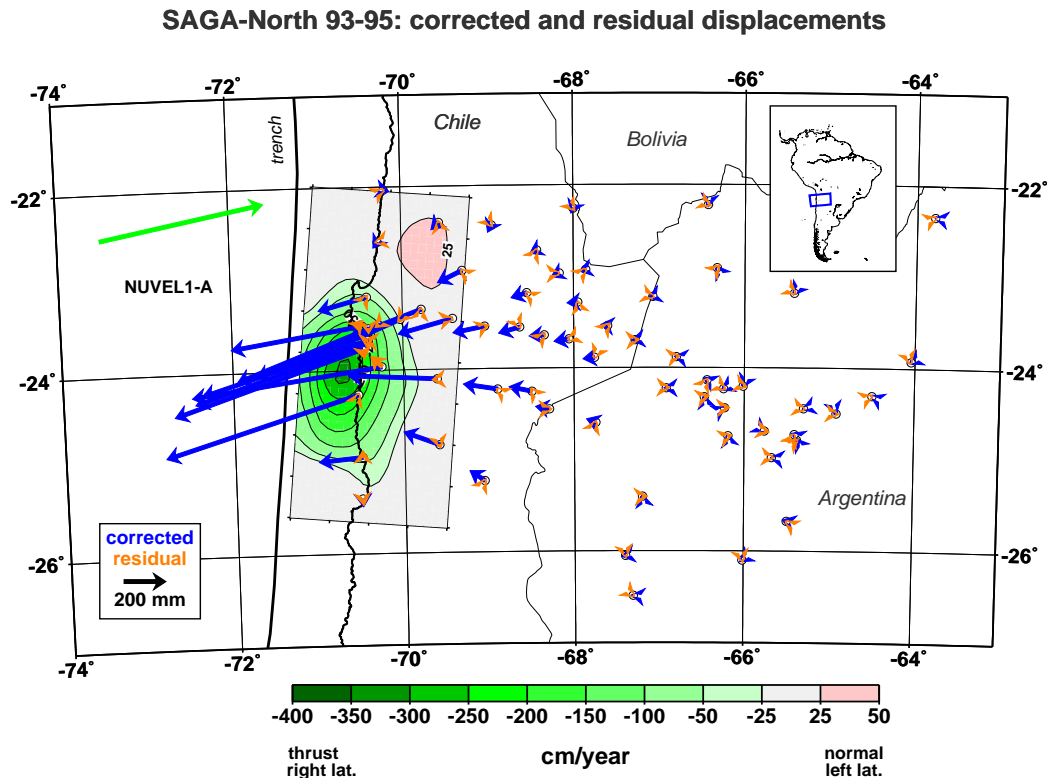 SAGA-North 93-95: corrected and residual displacements
-74˚
-72˚
-70˚
-68˚
-66˚
-64˚
trench
Chile
Bolivia
-22˚
-22˚
25
NUVEL1-A
-24˚
-24˚
Argentina
corrected
residual
200 mm
-26˚
-26˚
-74˚
-72˚
-70˚
-68˚
-66˚
-64˚
-400 -350 -300 -250 -200 -150 -100 -50 -25 25 50
thrust
right lat.
cm/year
normal
left lat.